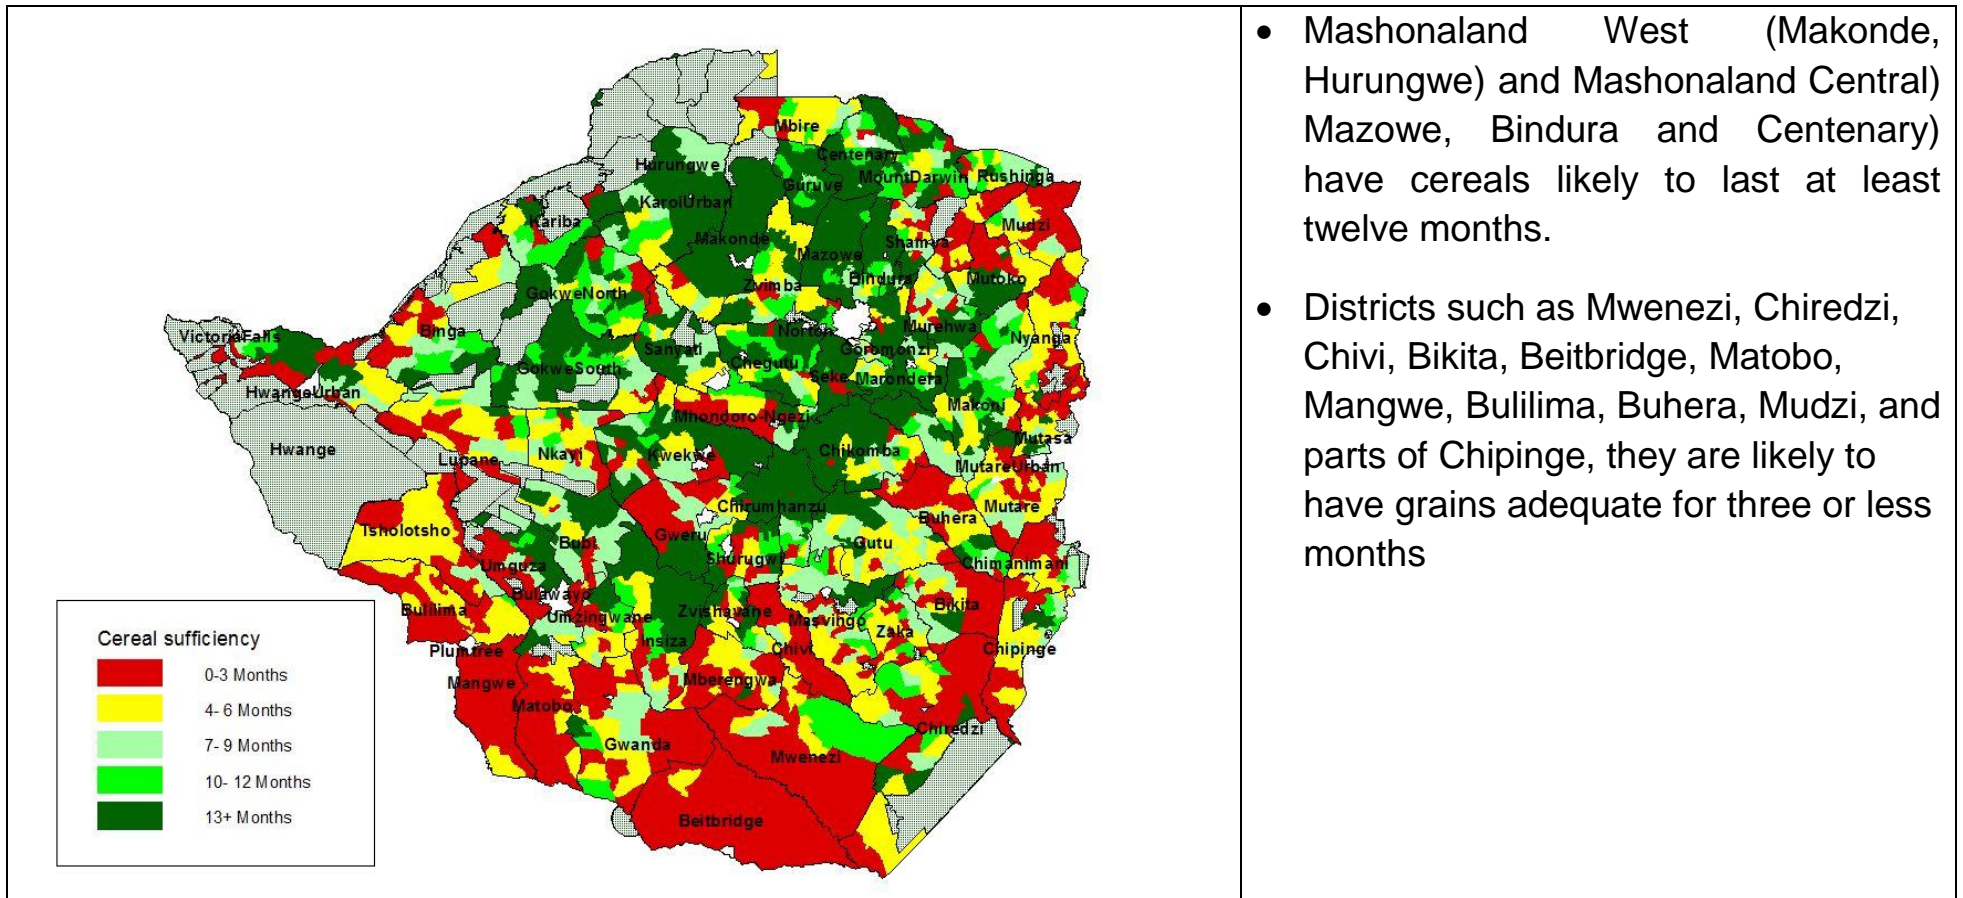 Mbire
Centenary
Hurungwe
Guruve
MountDarwin
Rushinga
KaroiUrban
Kariba
Mudzi
Makonde
Shamva
Mazowe
Bindura
Mutoko
Zvimba
GokweNorth
Binga
VictoriaFalls
Norton
Murehwa
Nyanga
Sanyati
Goromonzi
Chegutu
GokweSouth
Seke
Marondera
HwangeUrban
Makoni
Mhondoro-Ngezi
Mutasa
Hwange
Chikomba
Nkayi
Kwekwe
Lupane
MutareUrban
Chirumhanzu
Mutare
Buhera
Tsholotsho
Gweru
Bubi
Gutu
Shurugwi
Chimanimani
Umguza
Bulawayo
Bikita
Bulilima
Zvishavane
Umzingwane
Masvingo
Zaka
Insiza
Plumtree
Chivi
Chipinge
Mangwe
Mberengwa
Matobo
Chiredzi
Gwanda
Mwenezi
Beitbridge
Cereal sufficiency
0-3 Months
4- 6 Months
7- 9 Months
10- 12 Months
13+ Months
• Mashonaland West (Makonde,
Hurungwe) and Mashonaland Central)
Mazowe, Bindura and Centenary)
have cereals likely to last at least
twelve months.
• Districts such as Mwenezi, Chiredzi,
Chivi, Bikita, Beitbridge, Matobo,
Mangwe, Bulilima, Buhera, Mudzi, and
parts of Chipinge, they are likely to
have grains adequate for three or less
months